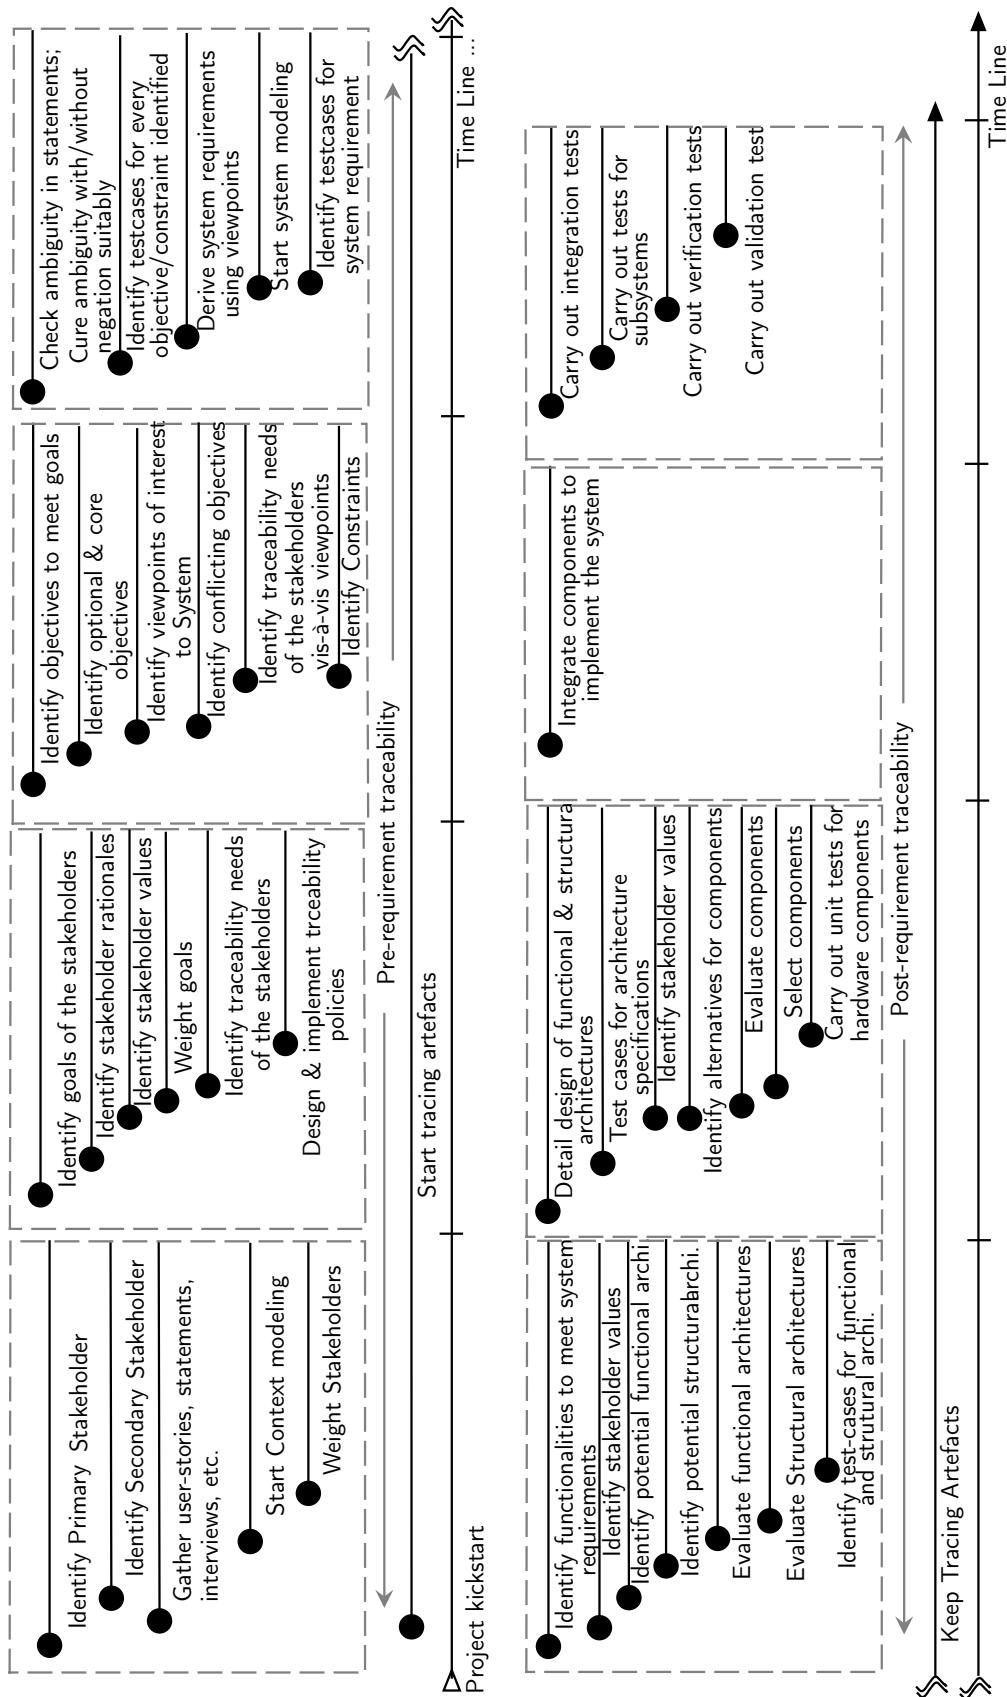 Identify Primary Stakeholder
Identify Secondary Stakeholder
Gather user-stories, statements,
interviews, etc.
Start Context modeling
Weight Stakeholders
Identify goals of the stakeholders
Identify stakeholder rationales
Identify stakeholder values
Weight goals
Identify traceability needs
of the stakeholders
Design & implement trceability
policies
Identify objectives to meet goals
Identify optional & core
objectives
Identify viewpoints of interest
to System
Identify conflicting objectives
Identify traceability needs
of the stakeholders
vis-à-vis viewpoints
Identify Constraints
Check ambiguity in statements;
Cure ambiguity with/without
negation suitably
Identify testcases for every
objective/constraint identified
Derive system requirements
using viewpoints
Start system modeling
Identify testcases for
system requirement
Pre-requirement traceability
Start tracing artefacts
Project kickstart
Time Line ...
Identify functionalities to meet system
requirements
Identify stakeholder values
Identify potential functional archi
Identify potential structural archi.
Evaluate functional architectures
Evaluate Structural architectures
Identify test-cases for functional
and strutural archi.
Detail design of functional & structura
architectures
Test cases for architecture
specifications
Identify stakeholder values
Identify alternatives for components
Evaluate components
Select components
Carry out unit tests for
hardware components
Integrate components to
implement the system
Carry out integration tests
Carry out tests for
subsystems
Carry out verification tests
Carry out validation test
Post-requirement traceability
Keep Tracing Artefacts
Time Line